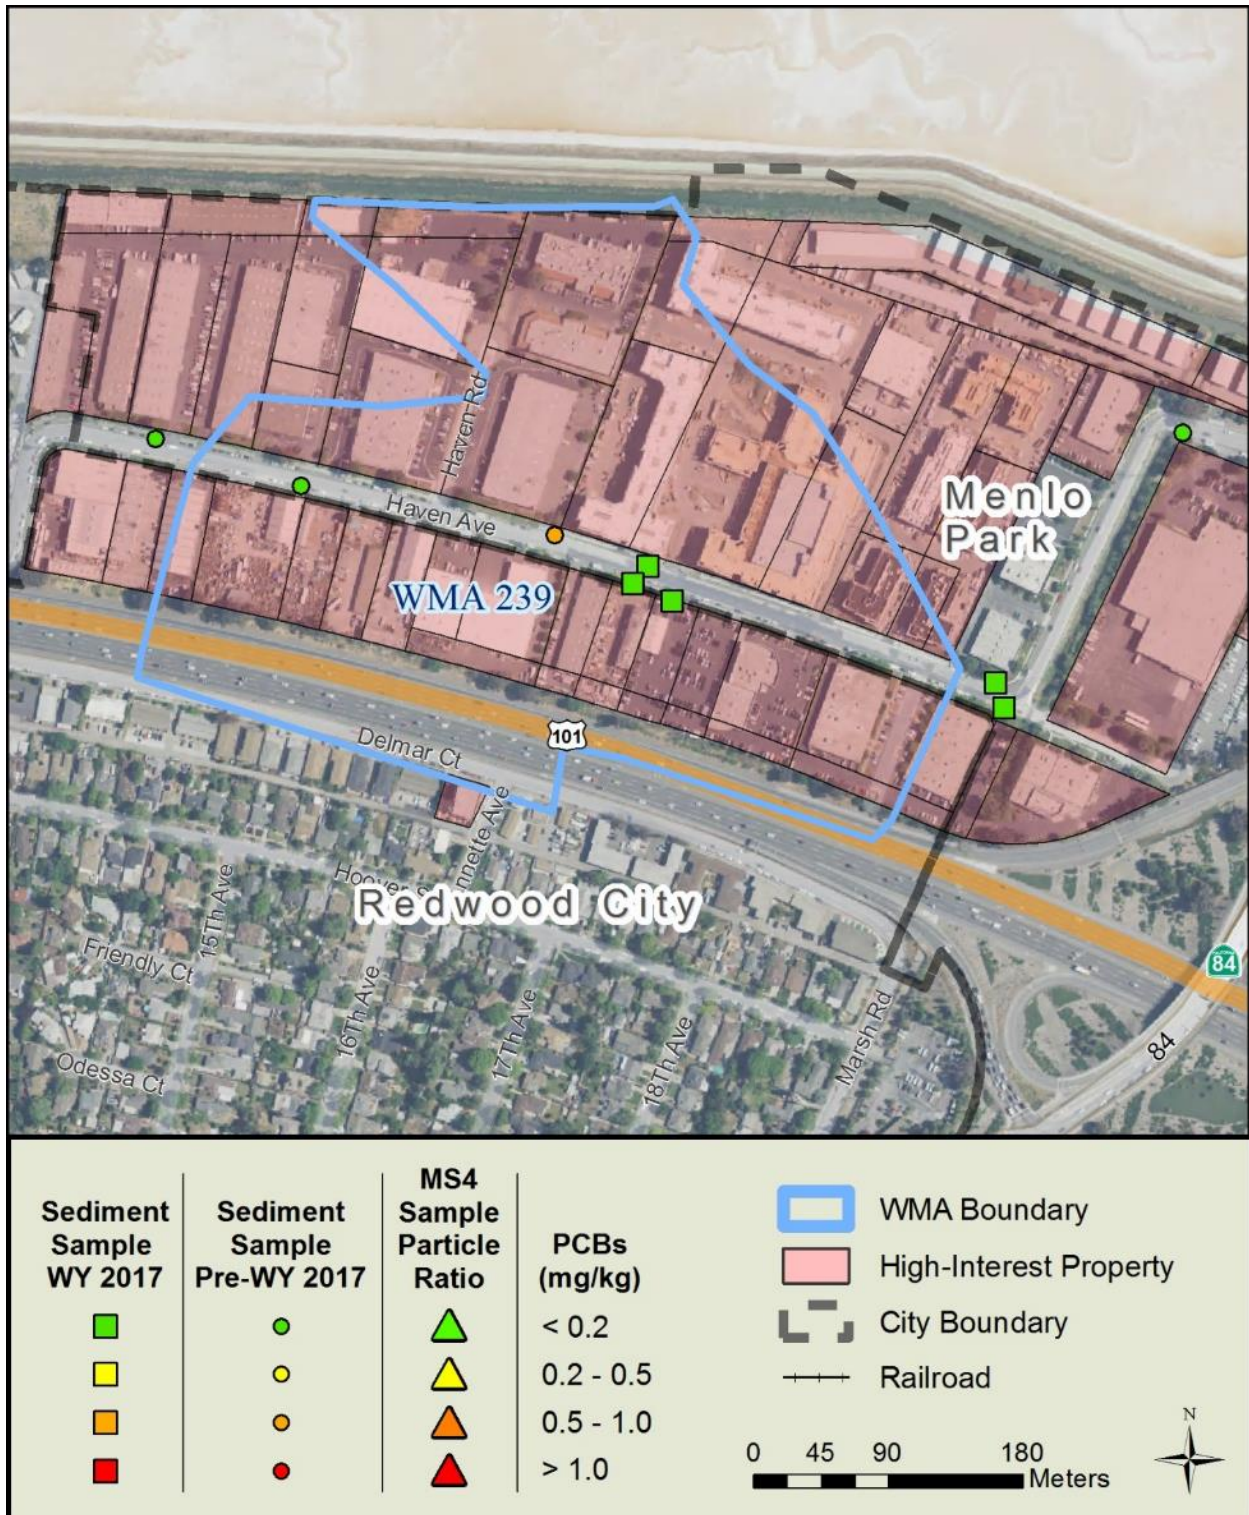 Haven Rd
Menlo
Park
Haven Ave
WMA 239
101
Delmar Ct
nnette Ave
Hoover S
15Th Ave
Redwood City
Friendly Ct
84
16Th Ave
17Th Ave
18Th Ave
Marsh Rd
84
Odessa Ct
Sediment
Sample
WY 2017
Sediment
Sample
Pre-WY 2017
MS4
Sample
Particle
Ratio
PCBs
(mg/kg)
< 0.2
0.2 - 0.5
0.5 - 1.0
> 1.0
WMA Boundary
High-Interest Property
City Boundary
Railroad
N
0 45 90 180
Meters